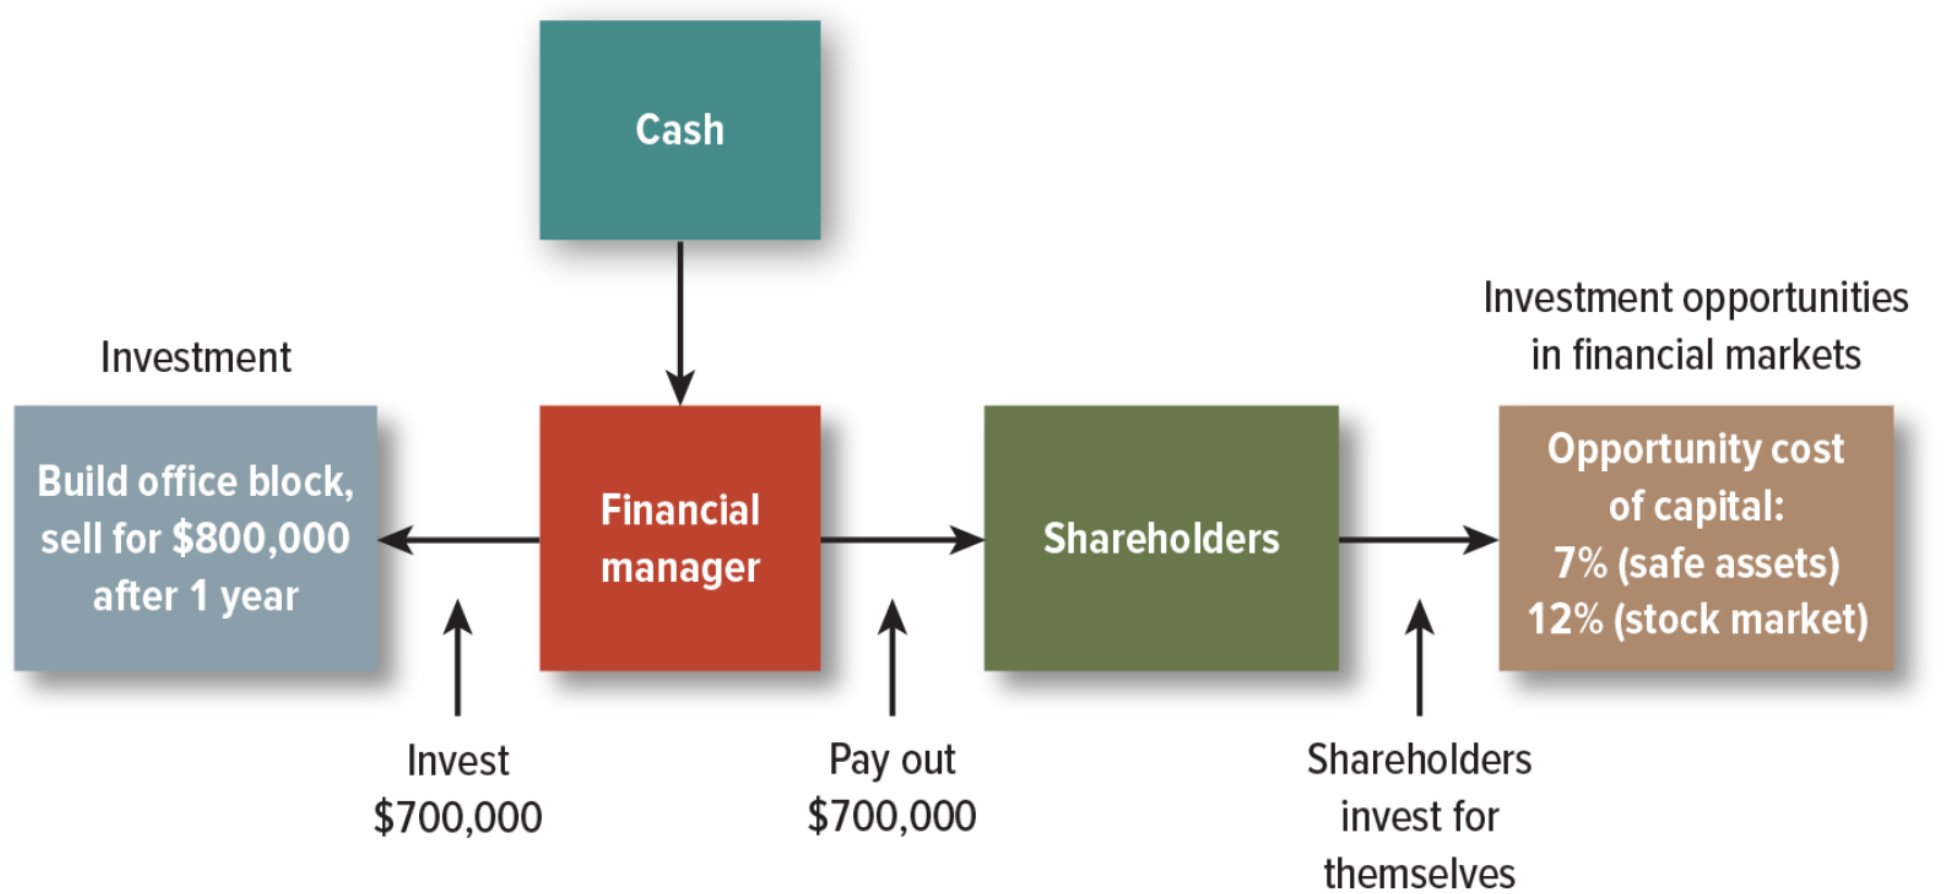 Cash
Investment
Build office block,
sell for $800,000
after 1 year
Financial
manager
Shareholders
Investment opportunities
in financial markets
Opportunity cost
of capital:
7% (safe assets)
12% (stock market)
Invest
$700,000
Pay out
$700,000
Shareholders
invest for
themselves